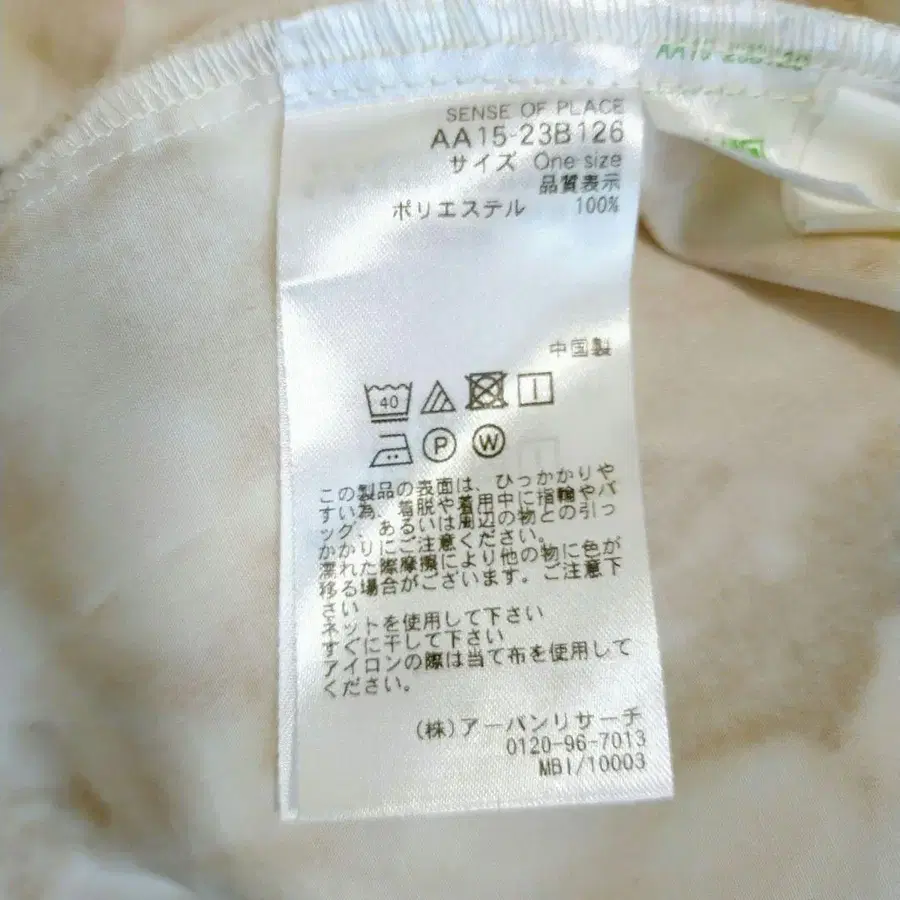 SENSE OF PLACE
AA15-23B126
サイズ One size
品質表示
ポリエステル 100%
中国製
40
P W
この製品の表面は、ひっかかりや
すい為、着脱や着用中に指輪やバ
ッグ、あるいは周辺の物との引っ
かかりにご注意ください。
濡れた際摩擦により他の物に色が
移る場合がございます。ご注意下
さい
ネットを使用して下さい
すぐに干して下さい
アイロンの際は当て布を使用して
ください。
(株)アーバンリサーチ
0120-96-7013
MBI/10003